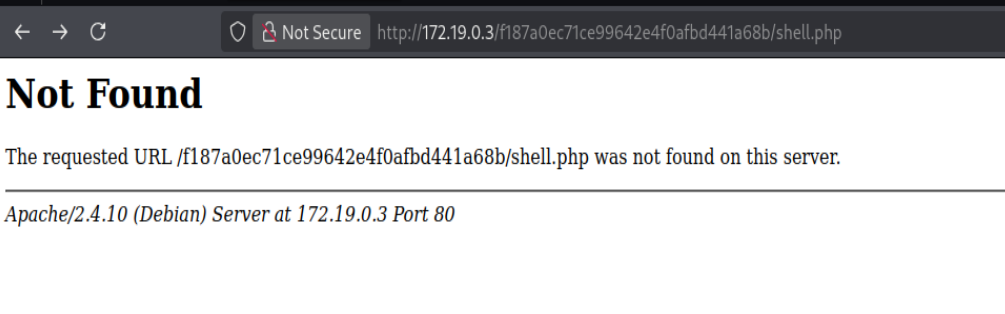 Not Secure http://172.19.0.3/f187a0ec71ce99642e4f0afbd441a68b/shell.php
Not Found
The requested URL /f187a0ec71ce99642e4f0afbd441a68b/shell.php was not found on this server.
Apache/2.4.10 (Debian) Server at 172.19.0.3 Port 80